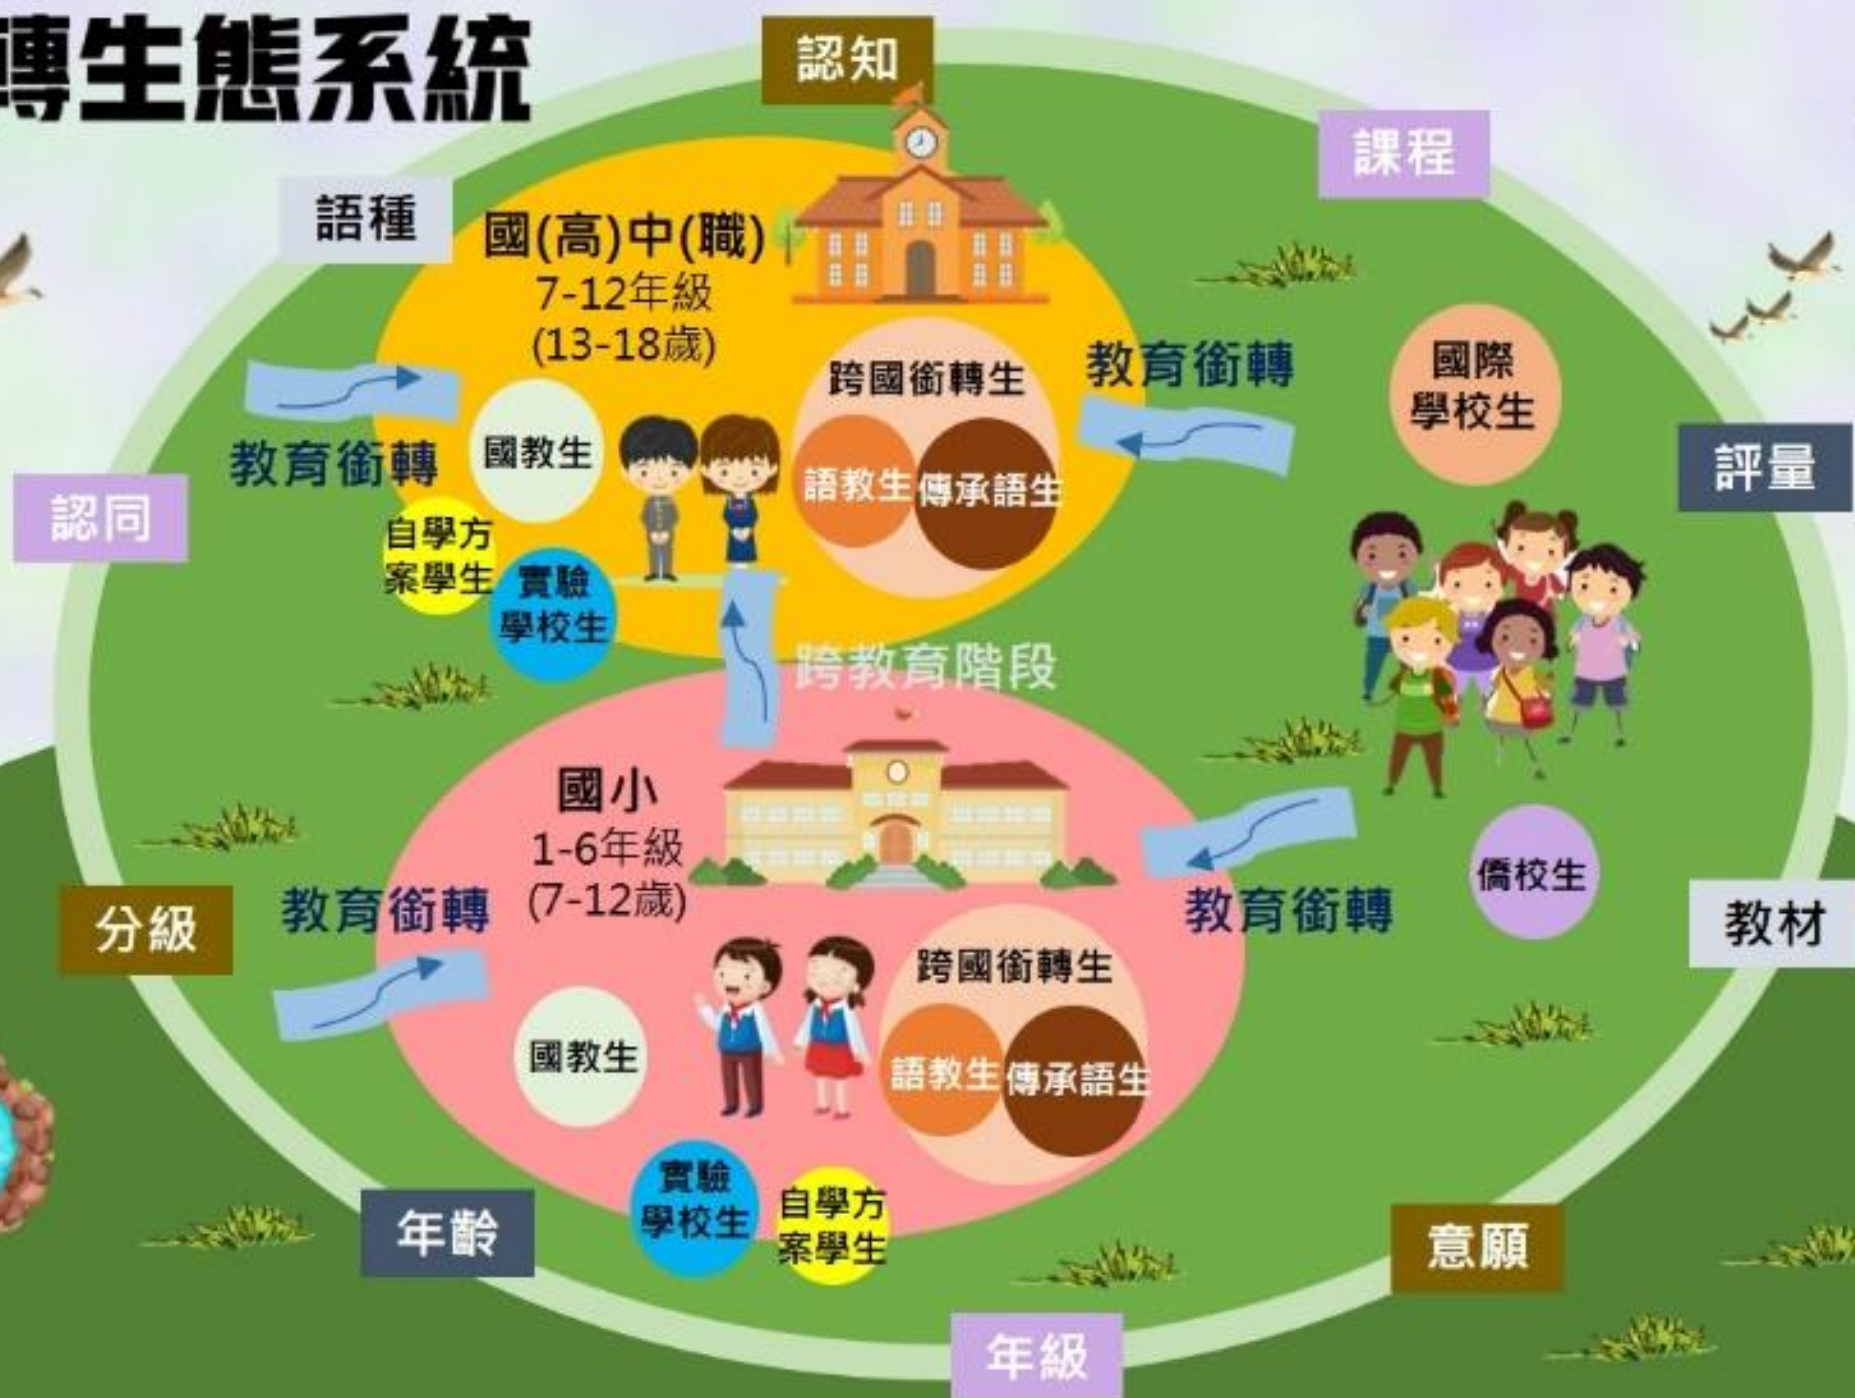 轉生態系統
認知
課程
語種
國(高)中(職)
7-12年級
(13-18歲)
跨國銜轉生
語教生
傳承語生
國教生
自學方
案學生
實驗
學校生
教育銜轉
教育銜轉
國際
學校生
評量
認同
跨教育階段
國小
1-6年級
(7-12歲)
教育銜轉
教育銜轉
僑校生
教材
分級
跨國銜轉生
語教生
傳承語生
國教生
實驗
學校生
自學方
案學生
年齡
意願
年級